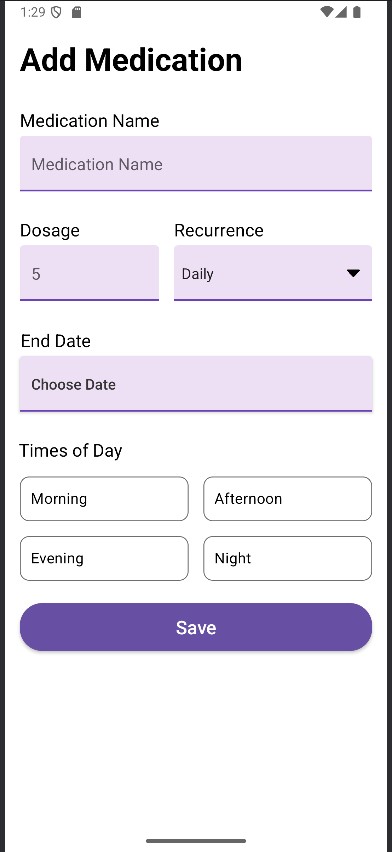 1:29
Add Medication
Medication Name
Medication Name
Dosage Recurrence
5 Daily
End Date
Choose Date
Times of Day
Morning Afternoon
Evening Night
Save